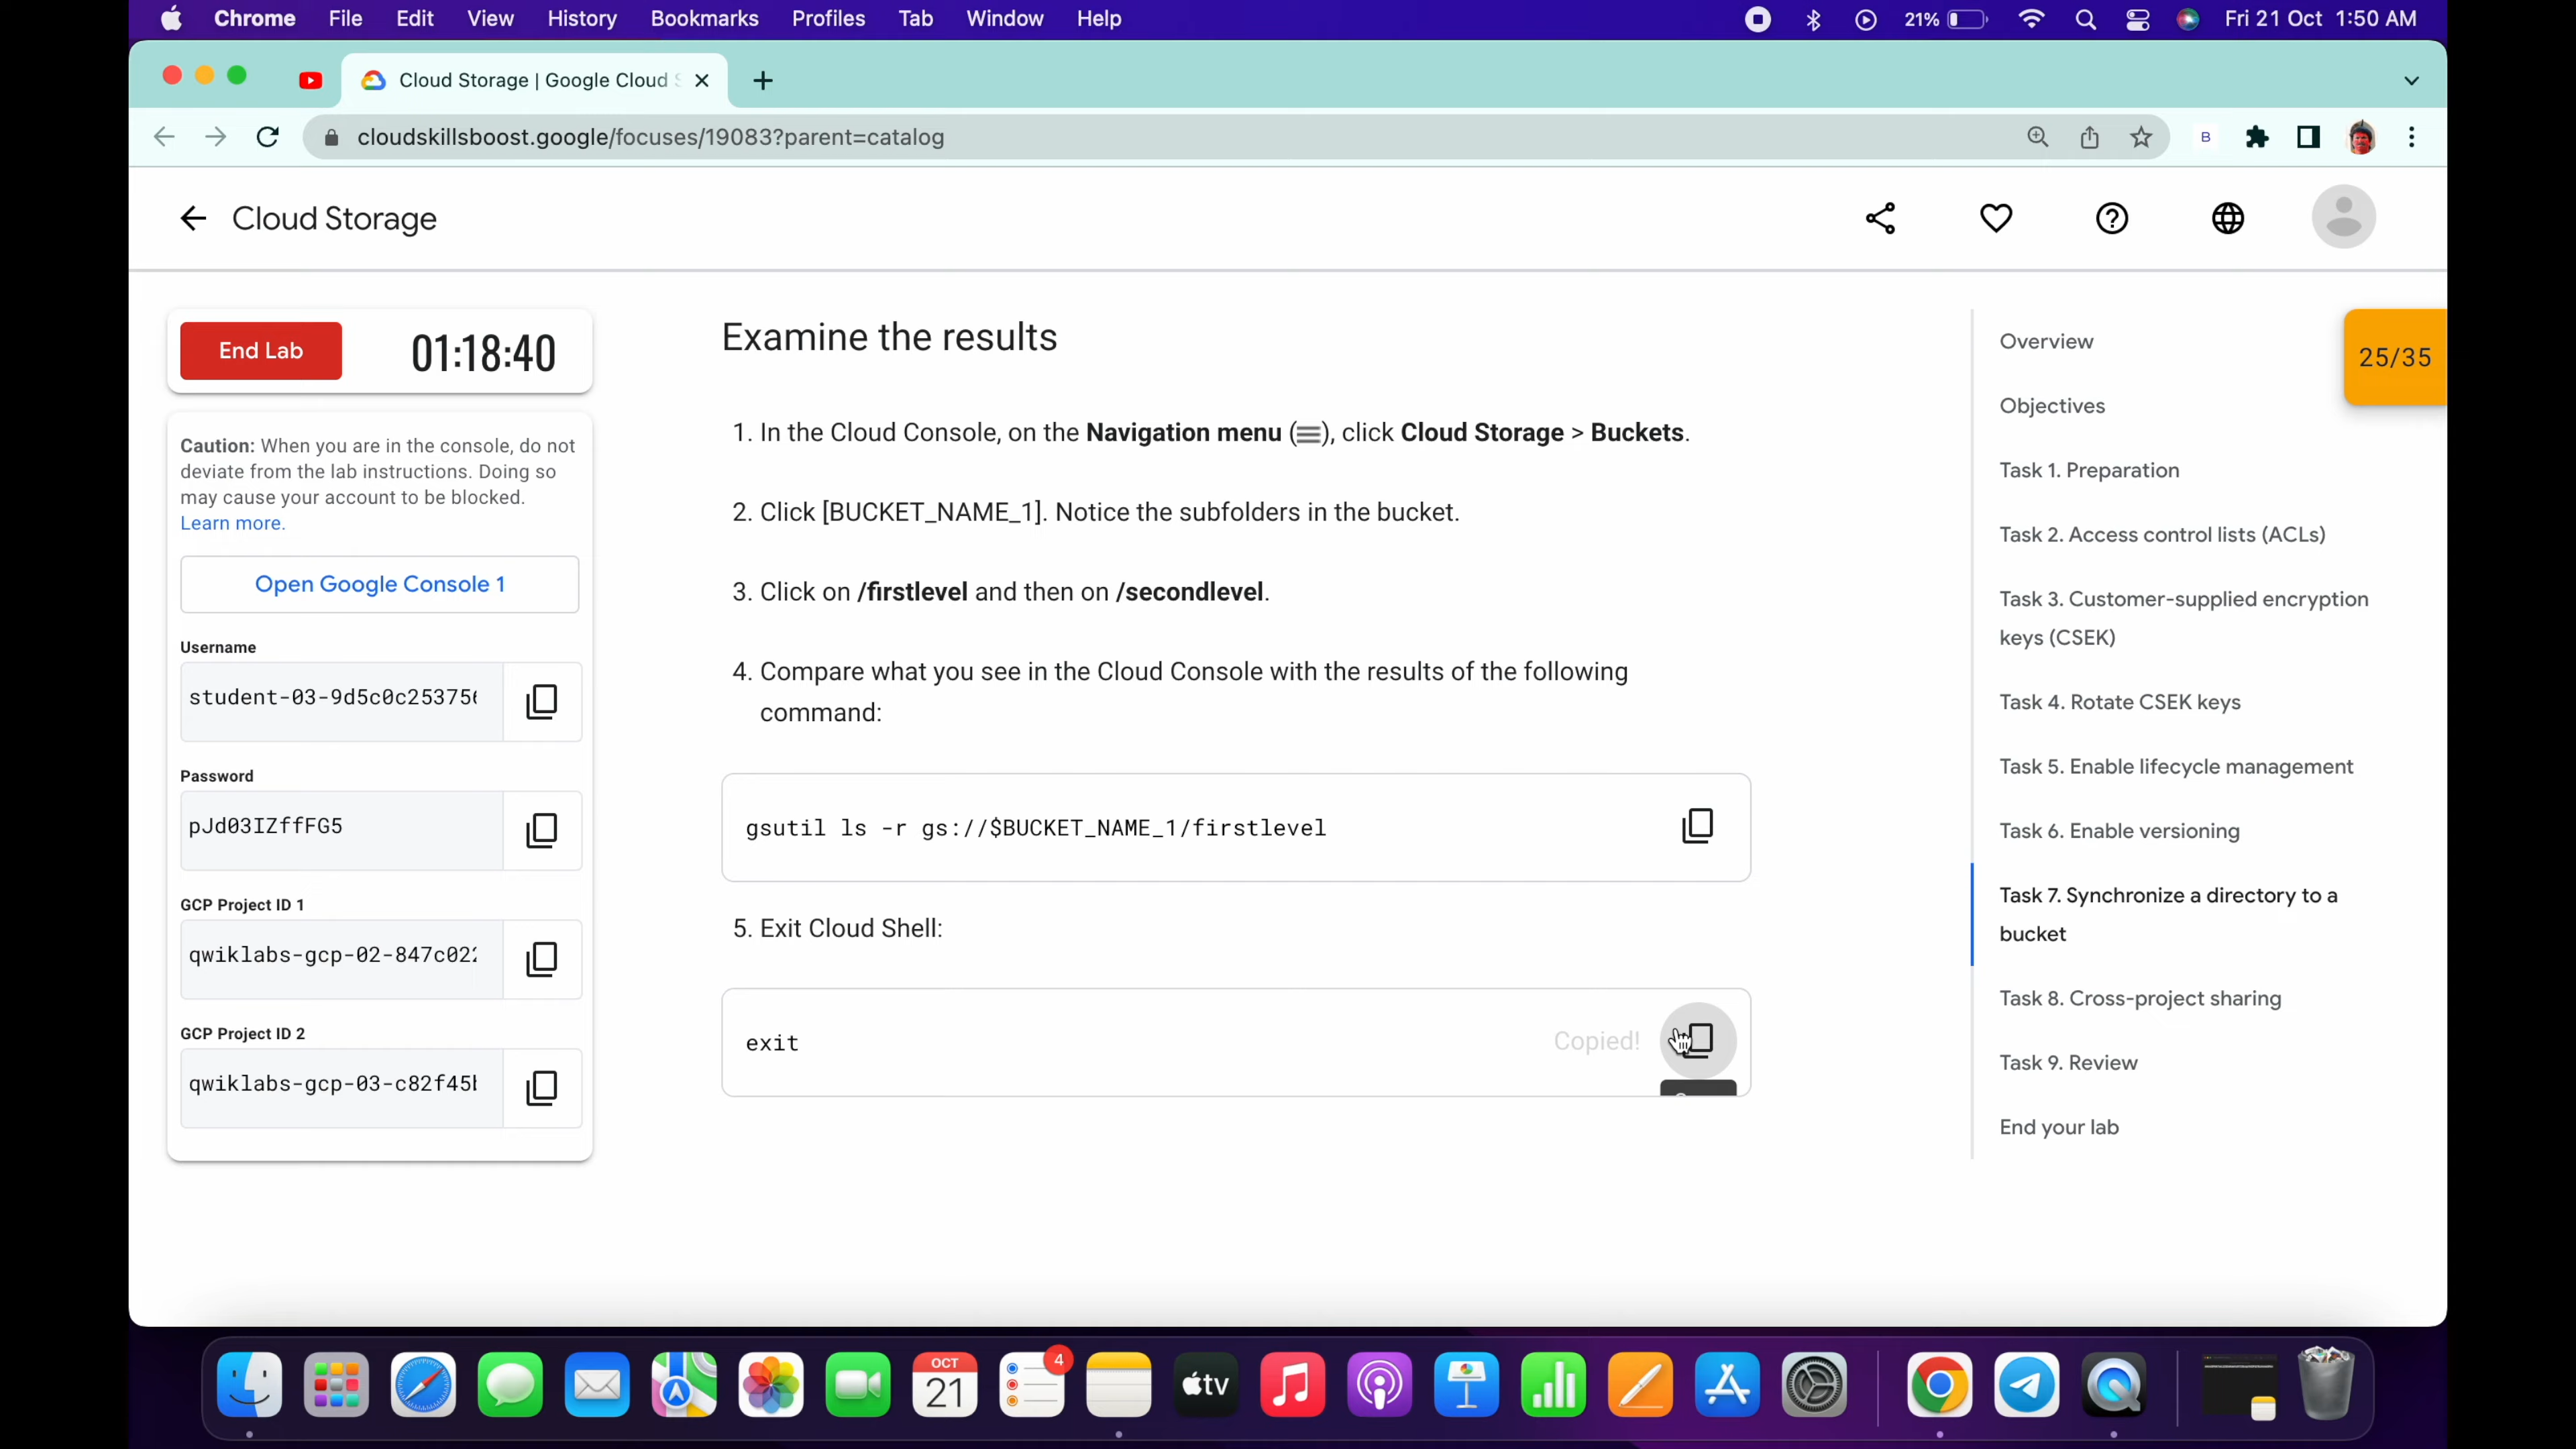 Chrome File Edit View History Bookmarks Profiles Tab Window Help 21% Fri 21 Oct 1:50 AM
Cloud Storage | Google Cloud
cloudskillsboost.google/focuses/19083?parent=catalog
B
Cloud Storage
End Lab 01:18:40
Caution: When you are in the console, do not
deviate from the lab instructions. Doing so
may cause your account to be blocked.
Learn more.
Open Google Console 1
Username
student-03-9d5c0c25375
Password
pJd03IZffFG5
GCP Project ID 1
qwiklabs-gcp-02-847c02
GCP Project ID 2
qwiklabs-gcp-03-c82f45
Examine the results
1. In the Cloud Console, on the Navigation menu (), click Cloud Storage > Buckets.
2. Click [BUCKET_NAME_1]. Notice the subfolders in the bucket.
3. Click on /firstlevel and then on /secondlevel.
4. Compare what you see in the Cloud Console with the results of the following
command:
gsutil ls -r gs://$BUCKET_NAME_1/firstlevel
5. Exit Cloud Shell:
exit Copied!
Overview
Objectives
Task 1. Preparation
Task 2. Access control lists (ACLs)
Task 3. Customer-supplied encryption
keys (CSEK)
Task 4. Rotate CSEK keys
Task 5. Enable lifecycle management
Task 6. Enable versioning
Task 7. Synchronize a directory to a
bucket
Task 8. Cross-project sharing
Task 9. Review
End your lab
25/35
OCT
21
4
tv